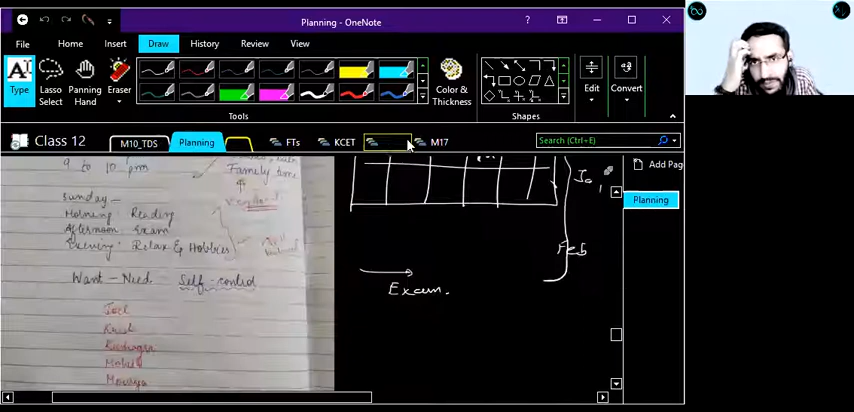 Planning - OneNote
File Home Insert Draw History Review View
Type
Lasso Select
Panning Hand
Eraser
Color & Thickness
Edit
Convert
Tools
Shapes
Class 12
M10_TDS
Planning
FTs
KCET
M17
Search (Ctrl+E)
9 to 10 pm
Family time
Add Pag
Planning
Sunday-
Morning: Reading
Afternoon: Exam
Evening: Relax & Hobbies
Want - Need Self-control
Joel
Feb
Exam.